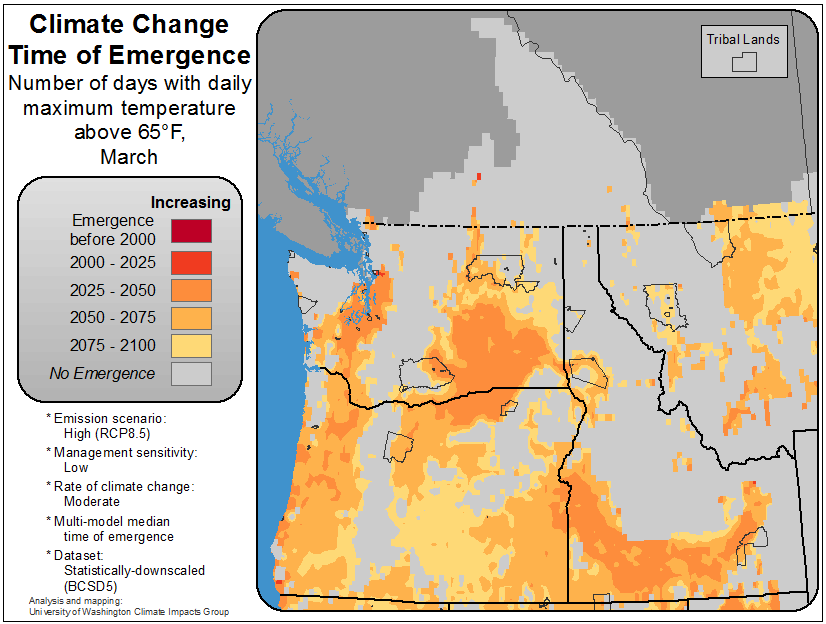 Climate Change
Time of Emergence
Number of days with daily
maximum temperature
above 65°F,
March
Increasing
Emergence
before 2000
2000 - 2025
2025 - 2050
2050 - 2075
2075 - 2100
No Emergence
* Emission scenario:
High (RCP8.5)
* Management sensitivity:
Low
* Rate of climate change:
Moderate
* Multi-model median
time of emergence
* Dataset:
Statistically-downscaled
(BCSD5)
Analysis and mapping:
University of Washington Climate Impacts Group
Tribal Lands